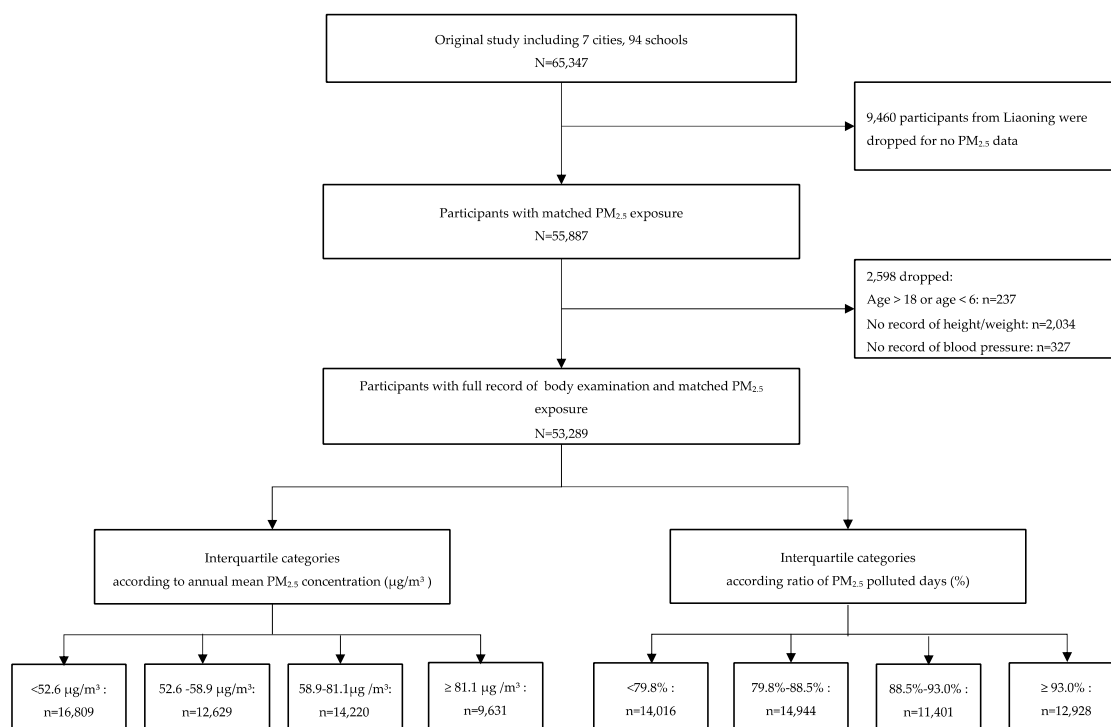 Original study including 7 cities, 94 schools
N=65,347
9,460 participants from Liaoning were
dropped for no PM₂.₅ data
Participants with matched PM₂.₅ exposure
N=55,887
2,598 dropped:
Age > 18 or age < 6: n=237
No record of height/weight: n=2,034
No record of blood pressure: n=327
Participants with full record of body examination and matched PM₂.₅
exposure
N=53,289
Interquartile categories
according to annual mean PM₂.₅ concentration (μg/m³ )
Interquartile categories
according ratio of PM₂.₅ polluted days (%)
<52.6 μg/m³ :
n=16,809
52.6 -58.9 μg/m³:
n=12,629
58.9-81.1μg /m³:
n=14,220
≥ 81.1 μg /m³ :
n=9,631
<79.8% :
n=14,016
79.8%-88.5% :
n=14,944
88.5%-93.0% :
n=11,401
≥ 93.0% :
n=12,928